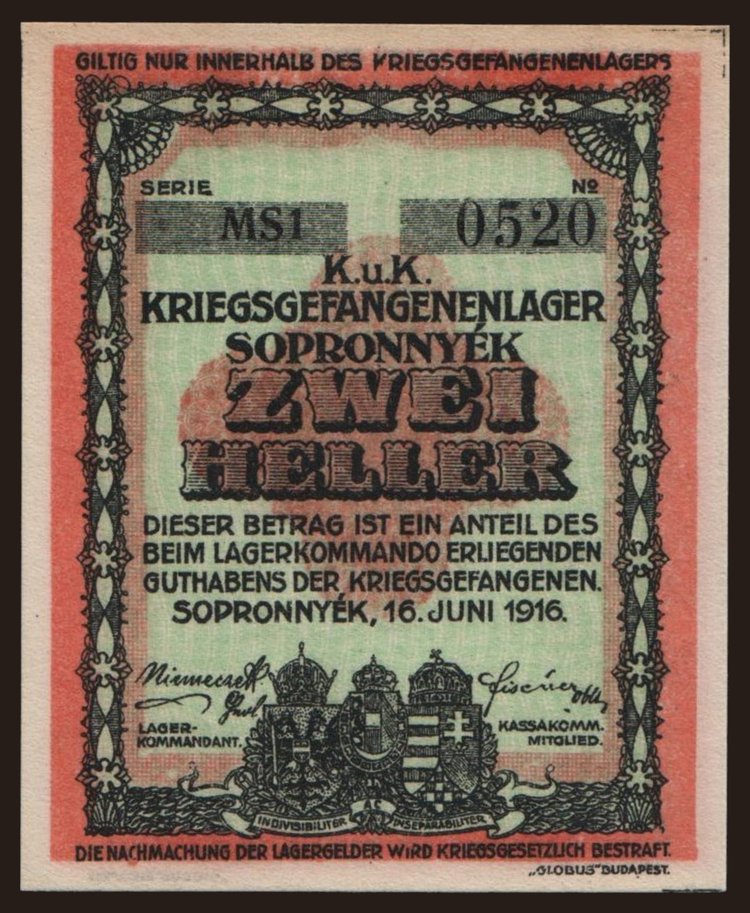 GILTIG NUR INNERHALB DES KRIEGSGEFANGENENLAGERS
SERIE Nº
MS1 0520
K.u.K.
KRIEGSGEFANGENENLAGER
SOPRONNYÉK
ZWEI
HELLER
DIESER BETRAG IST EIN ANTEIL DES
BEIM LAGERKOMMANDO ERLIEGENDEN
GUTHABENS DER KRIEGSGEFANGENEN.
SOPRONNYÉK, 16. JUNI 1916.
LAGER-
KOMMANDANT.
KASSAKOMM.
MITGLIED.
INDIVISIBILITER AC INSEPARABILITER
DIE NACHMACHUNG DER LAGERGELDER WIRD KRIEGSGESETZLICH BESTRAFT.
„GLOBUS" BUDAPEST.